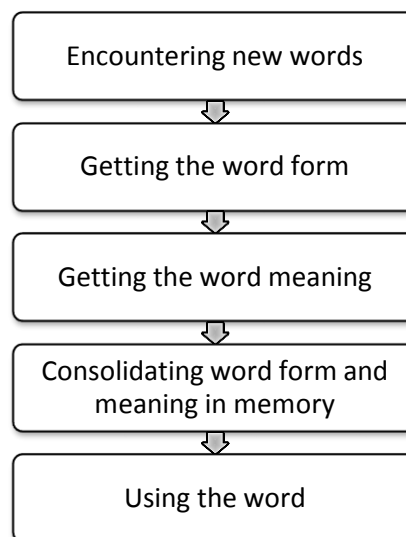 Encountering new words
Getting the word form
Getting the word meaning
Consolidating word form and
meaning in memory
Using the word